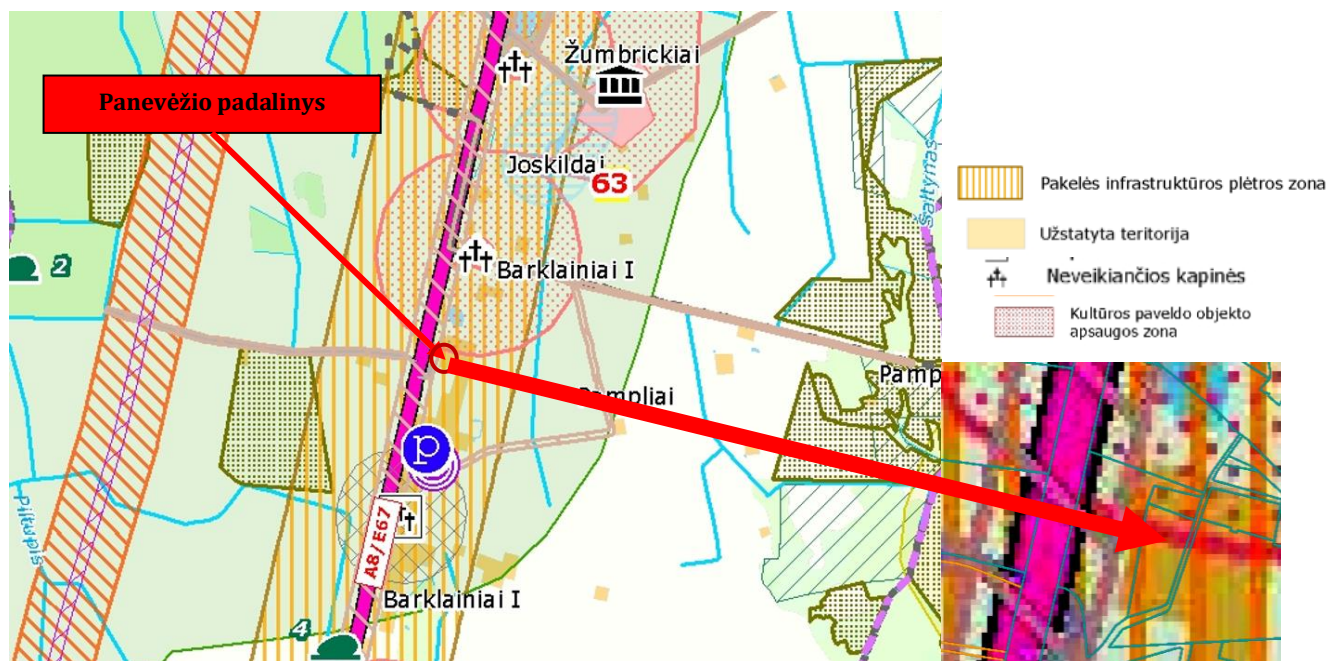 Žumbrickiai
Panevėžio padalinys
Joskildai
63
Šaltynas
Pakelės infrastruktūros plėtros zona
Užstatyta teritorija
Barklainiai I
Neveikiančios kapinės
2
Kultūros paveldo objekto
apsaugos zona
Pampliai
Pamp
p
Piltupis
A8/E67
Barklainiai I
4